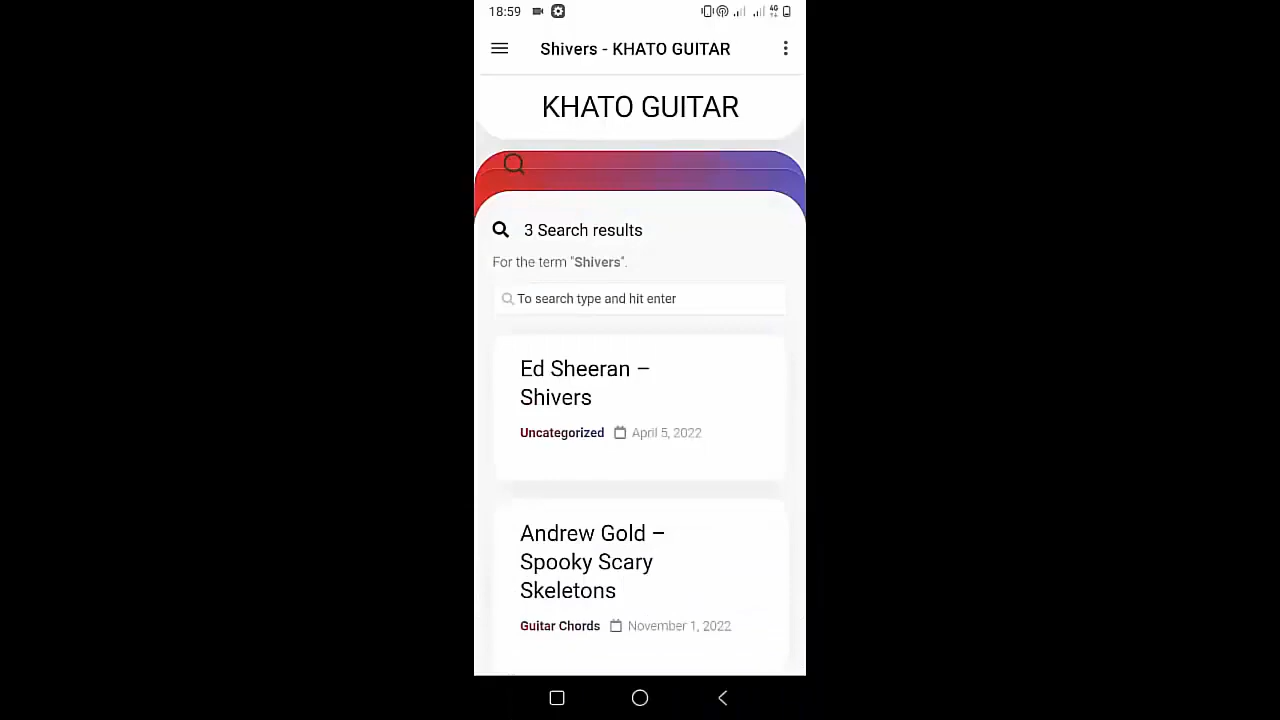 18:59
4G
Shivers - KHATO GUITAR
KHATO GUITAR
3 Search results
For the term "Shivers".
To search type and hit enter
Ed Sheeran –
Shivers
Uncategorized April 5, 2022
Andrew Gold –
Spooky Scary
Skeletons
Guitar Chords November 1, 2022